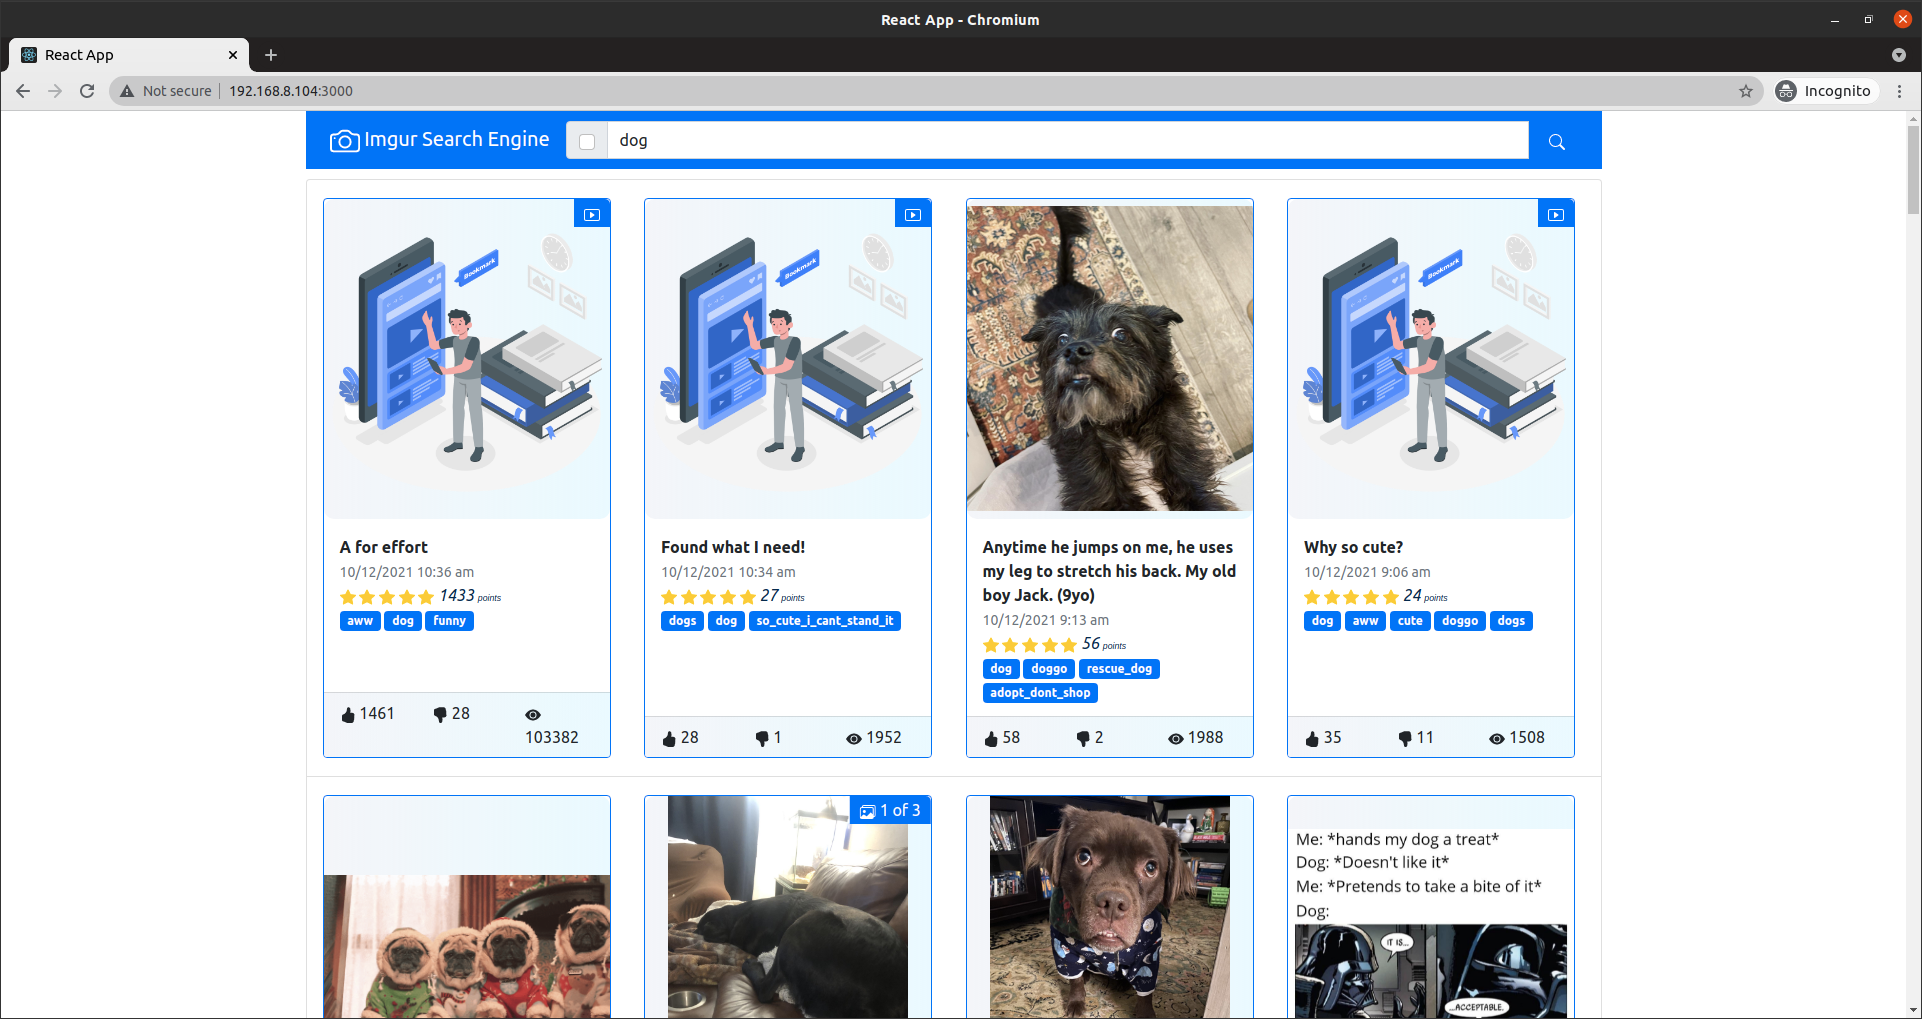 React App - Chromium
React App
Not secure
192.168.8.104:3000
Incognito
Imgur Search Engine
dog
Bookmark
Bookmark
Bookmark
A for effort
10/12/2021 10:36 am
1433 points
aww dog funny
1461 28 103382
Found what I need!
10/12/2021 10:34 am
27 points
dogs dog so_cute_i_cant_stand_it
28 1 1952
Anytime he jumps on me, he uses
my leg to stretch his back. My old
boy Jack. (9yo)
10/12/2021 9:13 am
56 points
dog doggo rescue_dog
adopt_dont_shop
58 2 1988
Why so cute?
10/12/2021 9:06 am
24 points
dog aww cute doggo dogs
35 11 1508
1 of 3
Me: *hands my dog a treat*
Dog: *Doesn't like it*
Me: *Pretends to take a bite of it*
Dog:
IT IS...
...ACCEPTABLE.